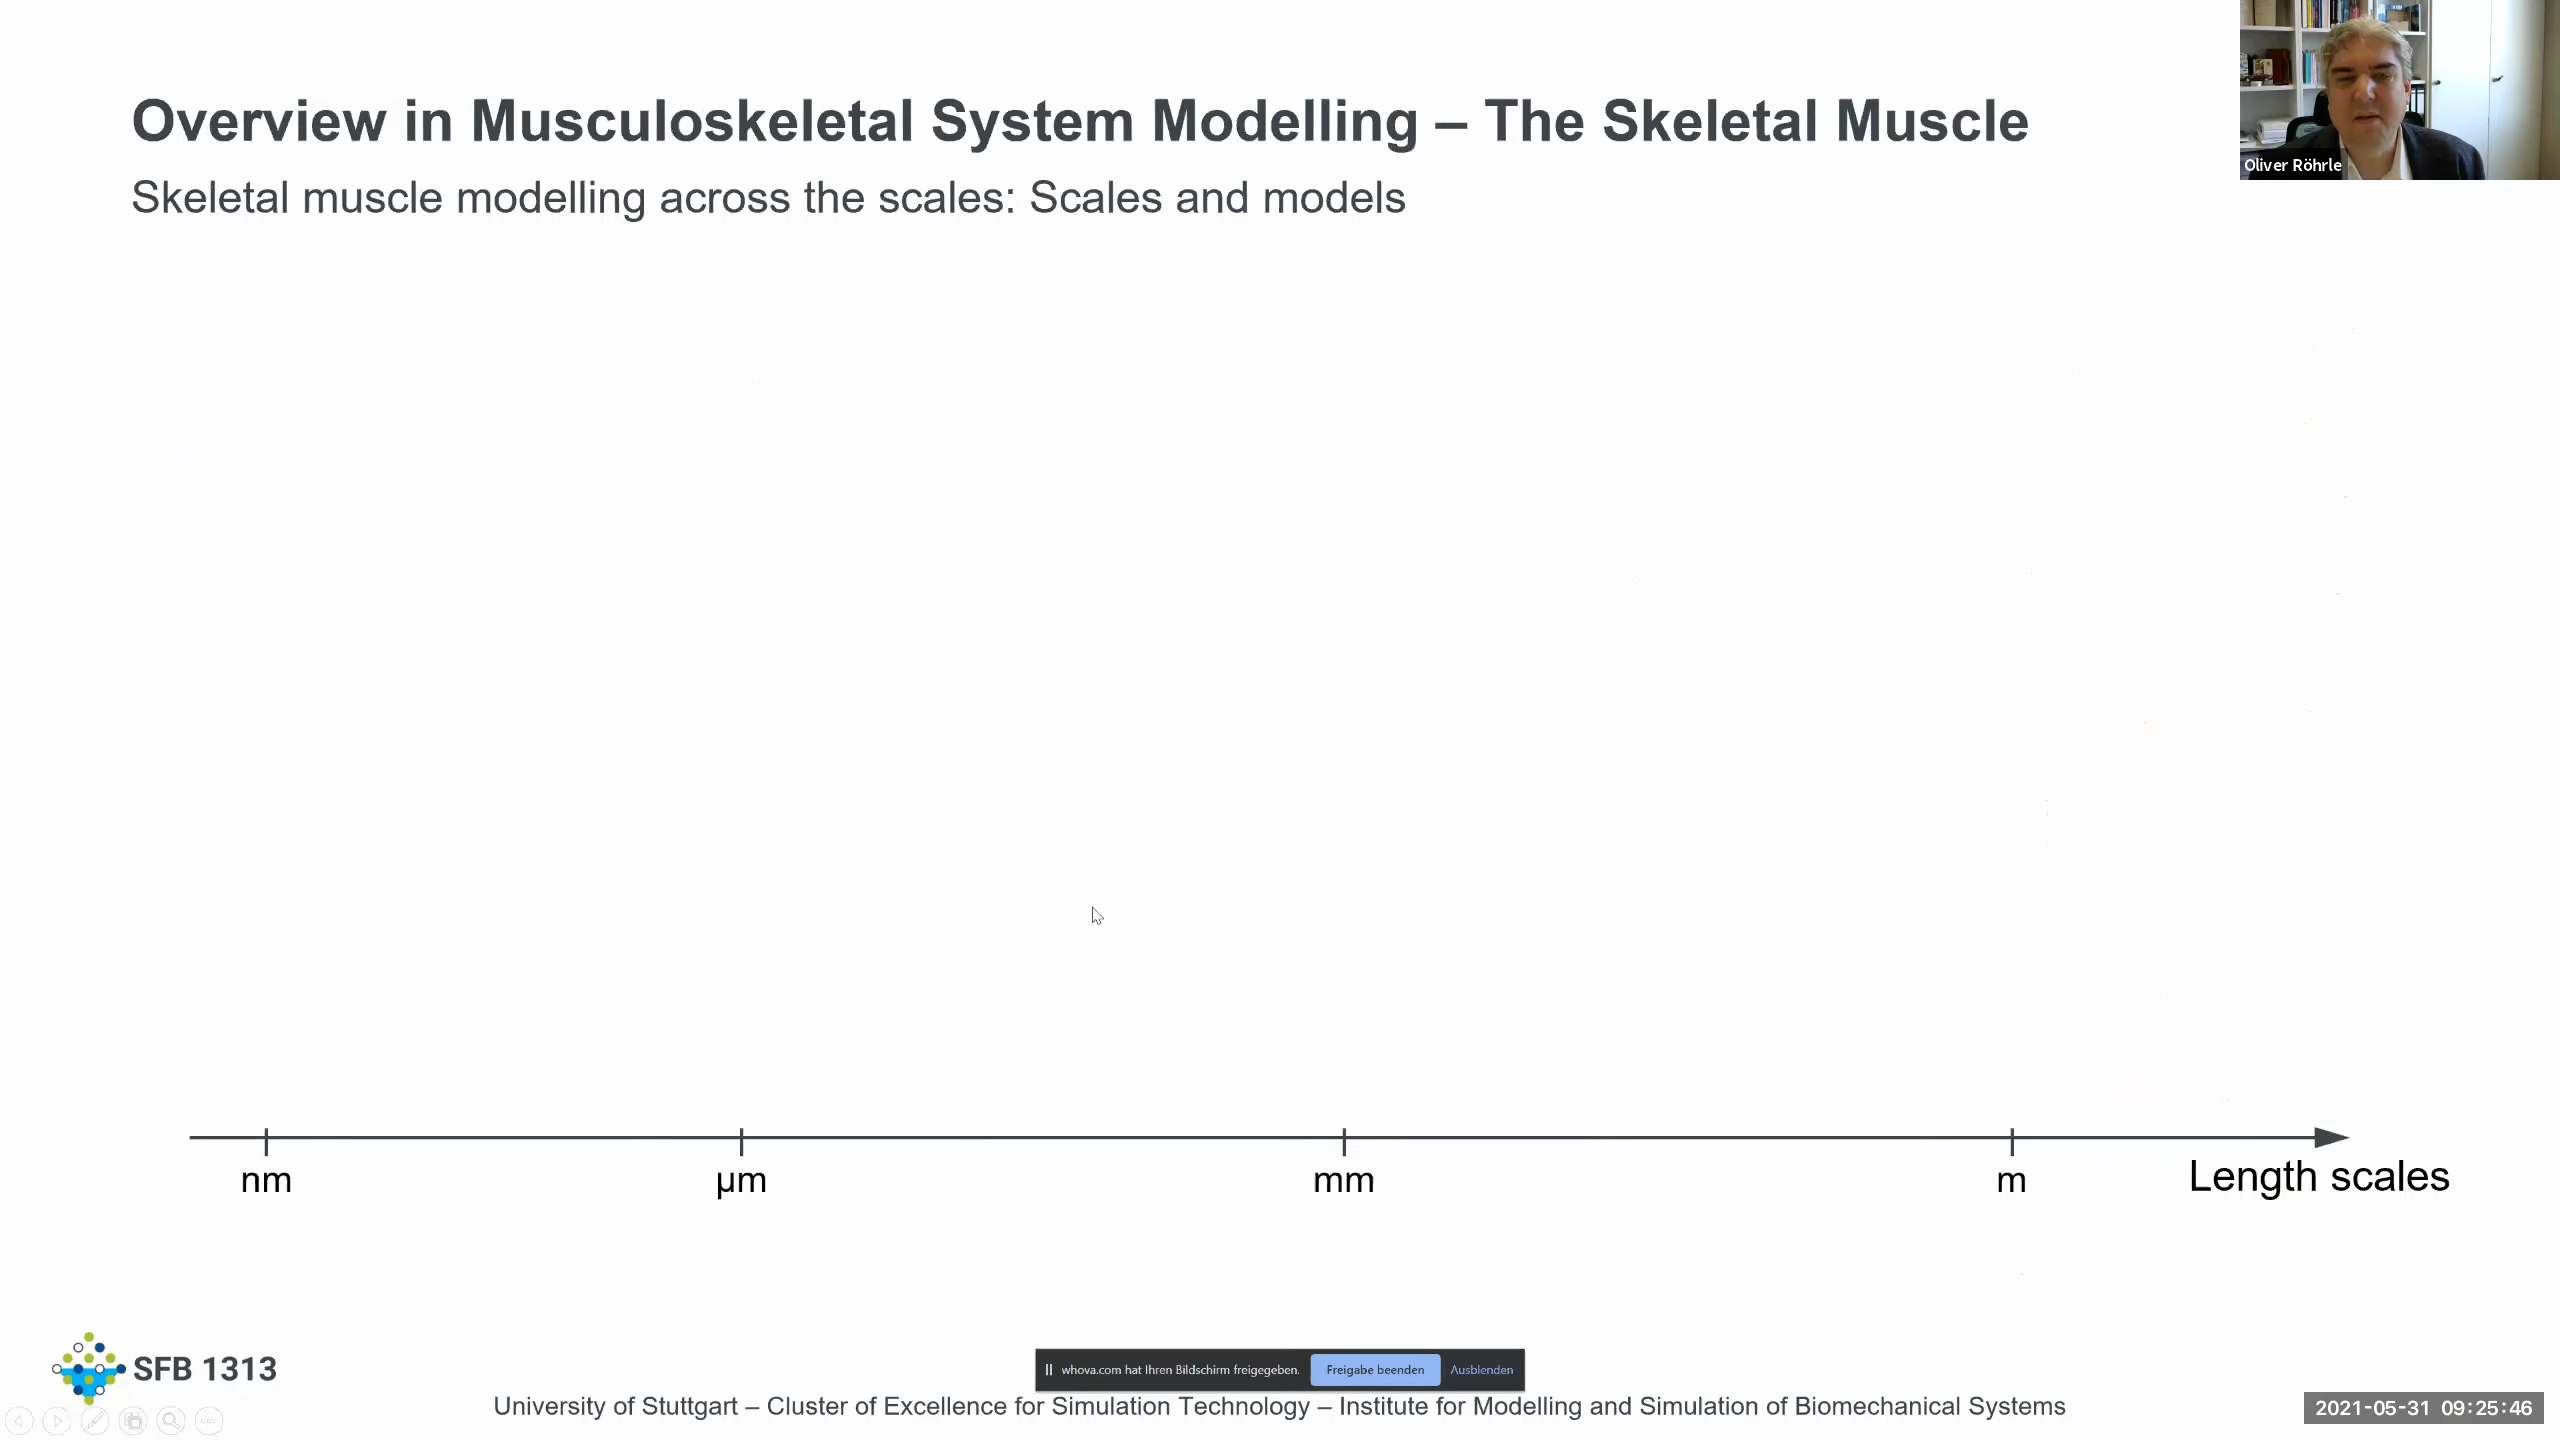 Overview in Musculoskeletal System Modelling – The Skeletal Muscle
Oliver Röhrle
Skeletal muscle modelling across the scales: Scales and models
nm
µm
mm
m
Length scales
SFB 1313
whova.com hat Ihren Bildschirm freigegeben. Freigabe beenden Ausblenden
University of Stuttgart – Cluster of Excellence for Simulation Technology – Institute for Modelling and Simulation of Biomechanical Systems
2021-05-31 09:25:46